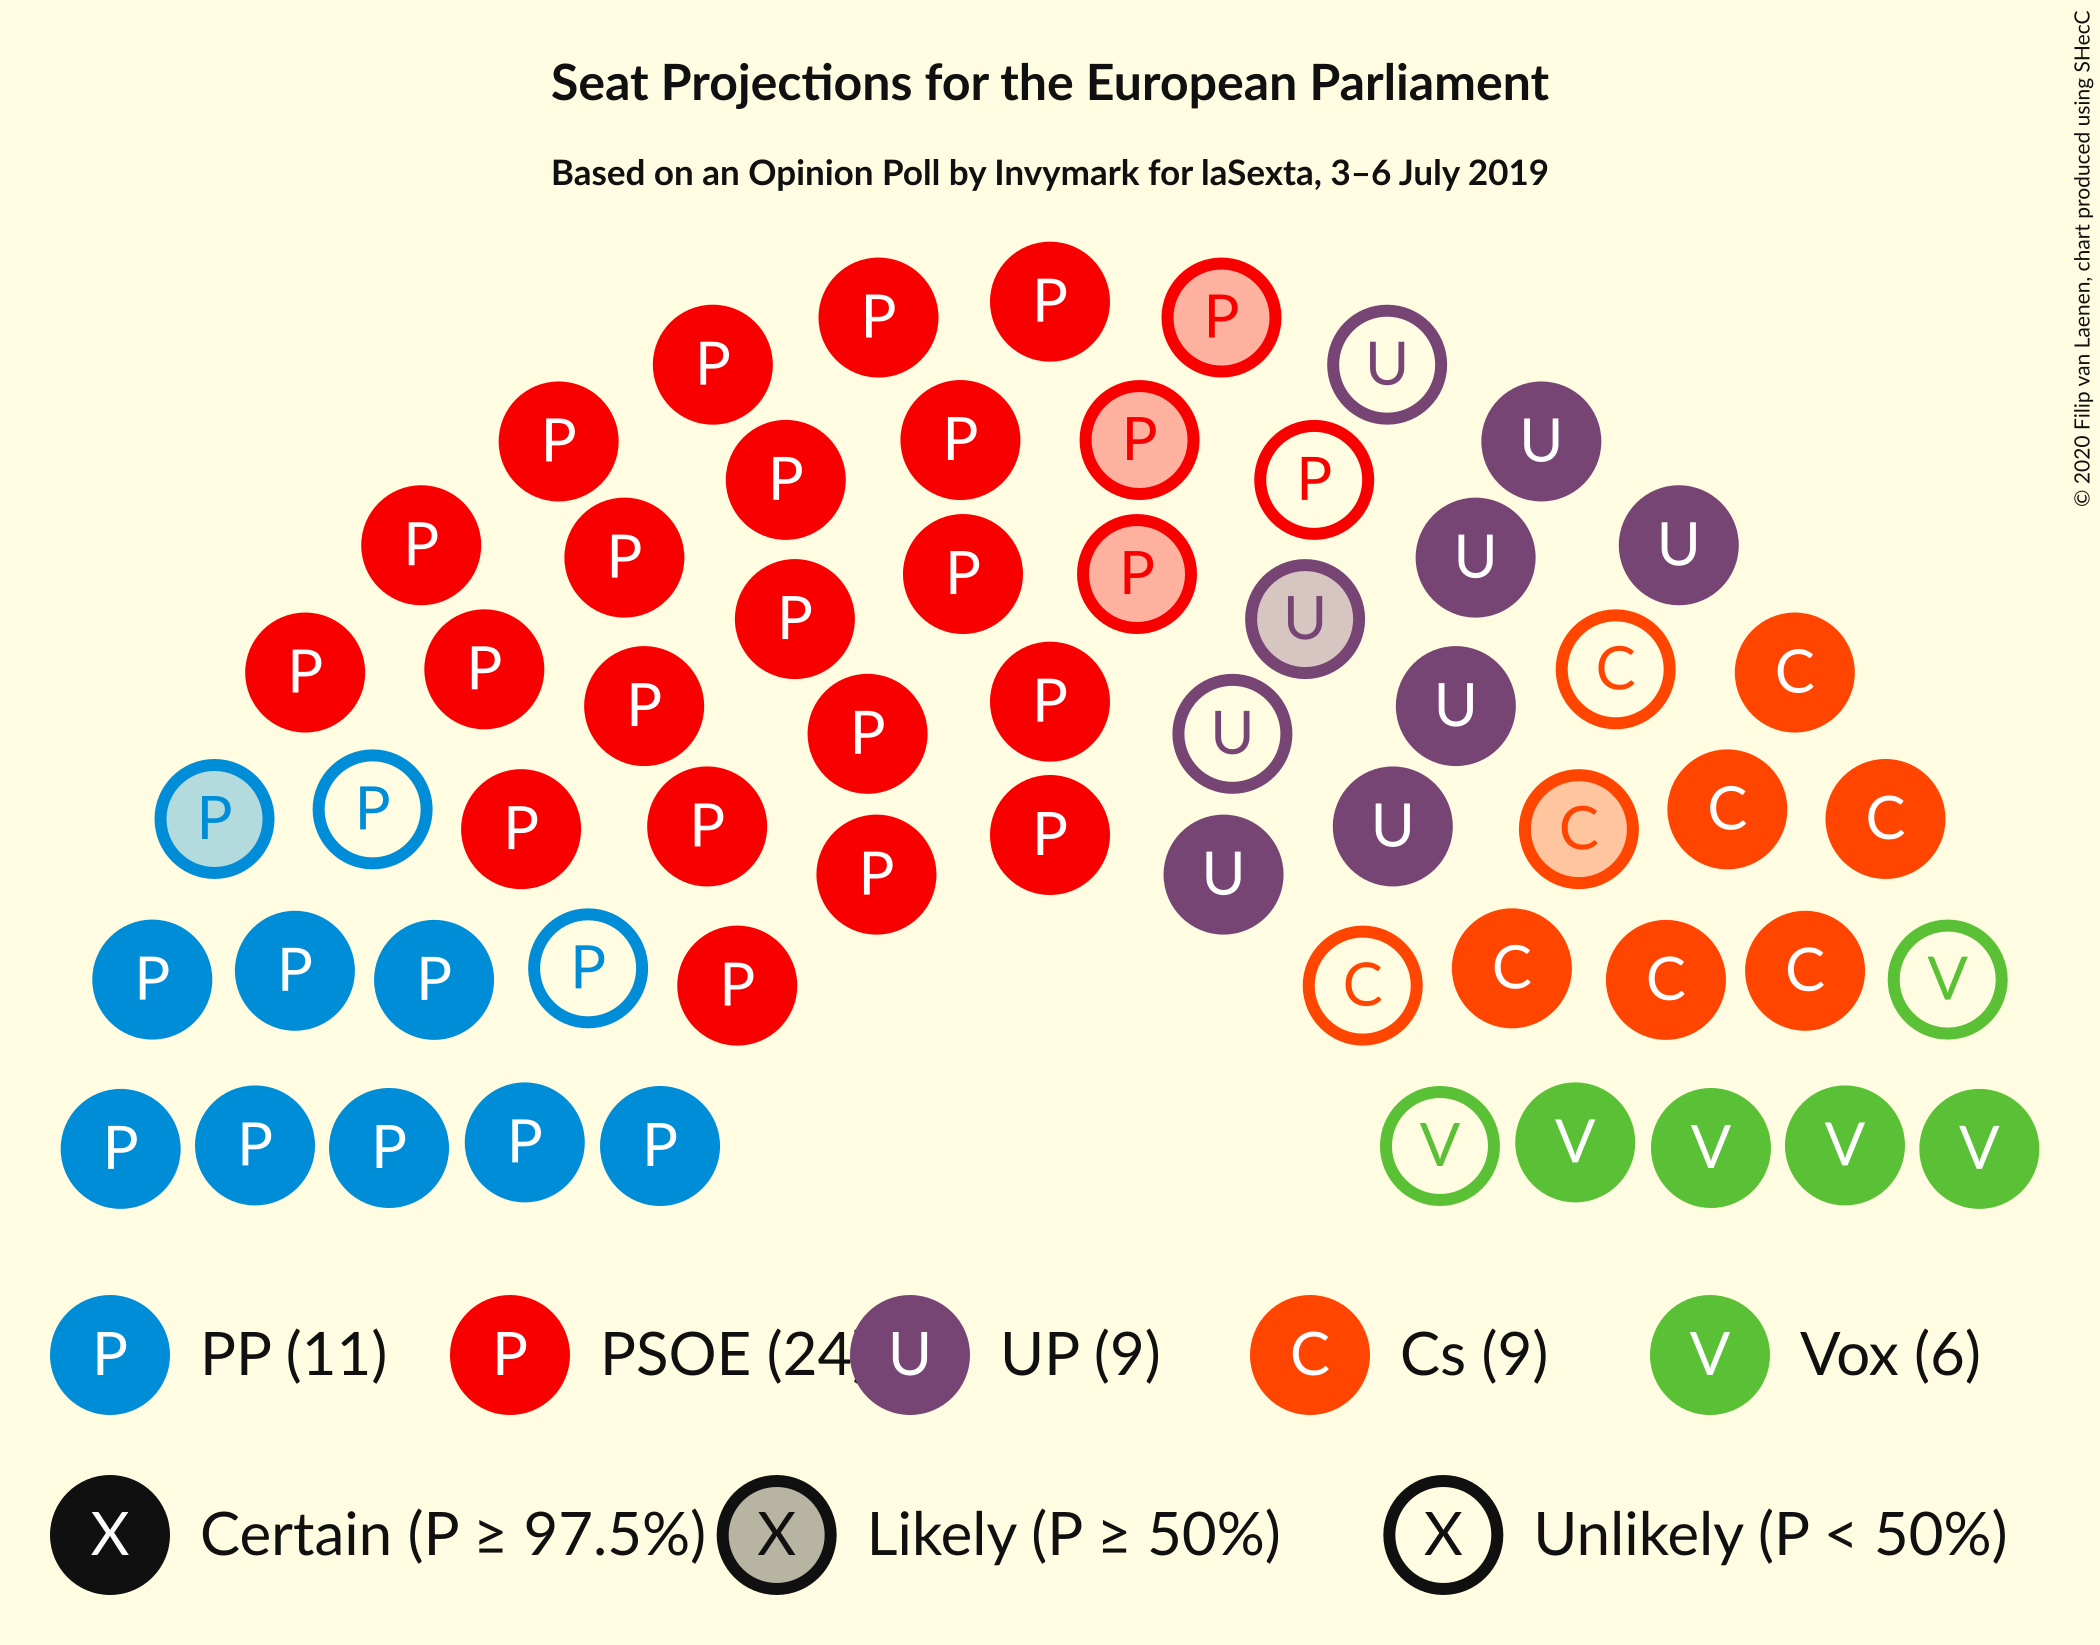 Seat Projections for the European Parliament
Based on an Opinion Poll by Invymark for laSexta, 3–6 July 2019
© 2020 Filip van Laenen, chart produced using SHecC
P
P P
P P P U
P P P P U
P P U U
P P P P U U
P P C C
P P P U
P P P P P P U U C C C
P P P P P C C C C V
P P P P P V V V V V
P PP (11) P PSOE (24) U UP (9) C Cs (9) V Vox (6)
X Certain (P ≥ 97.5%) X Likely (P ≥ 50%) X Unlikely (P < 50%)